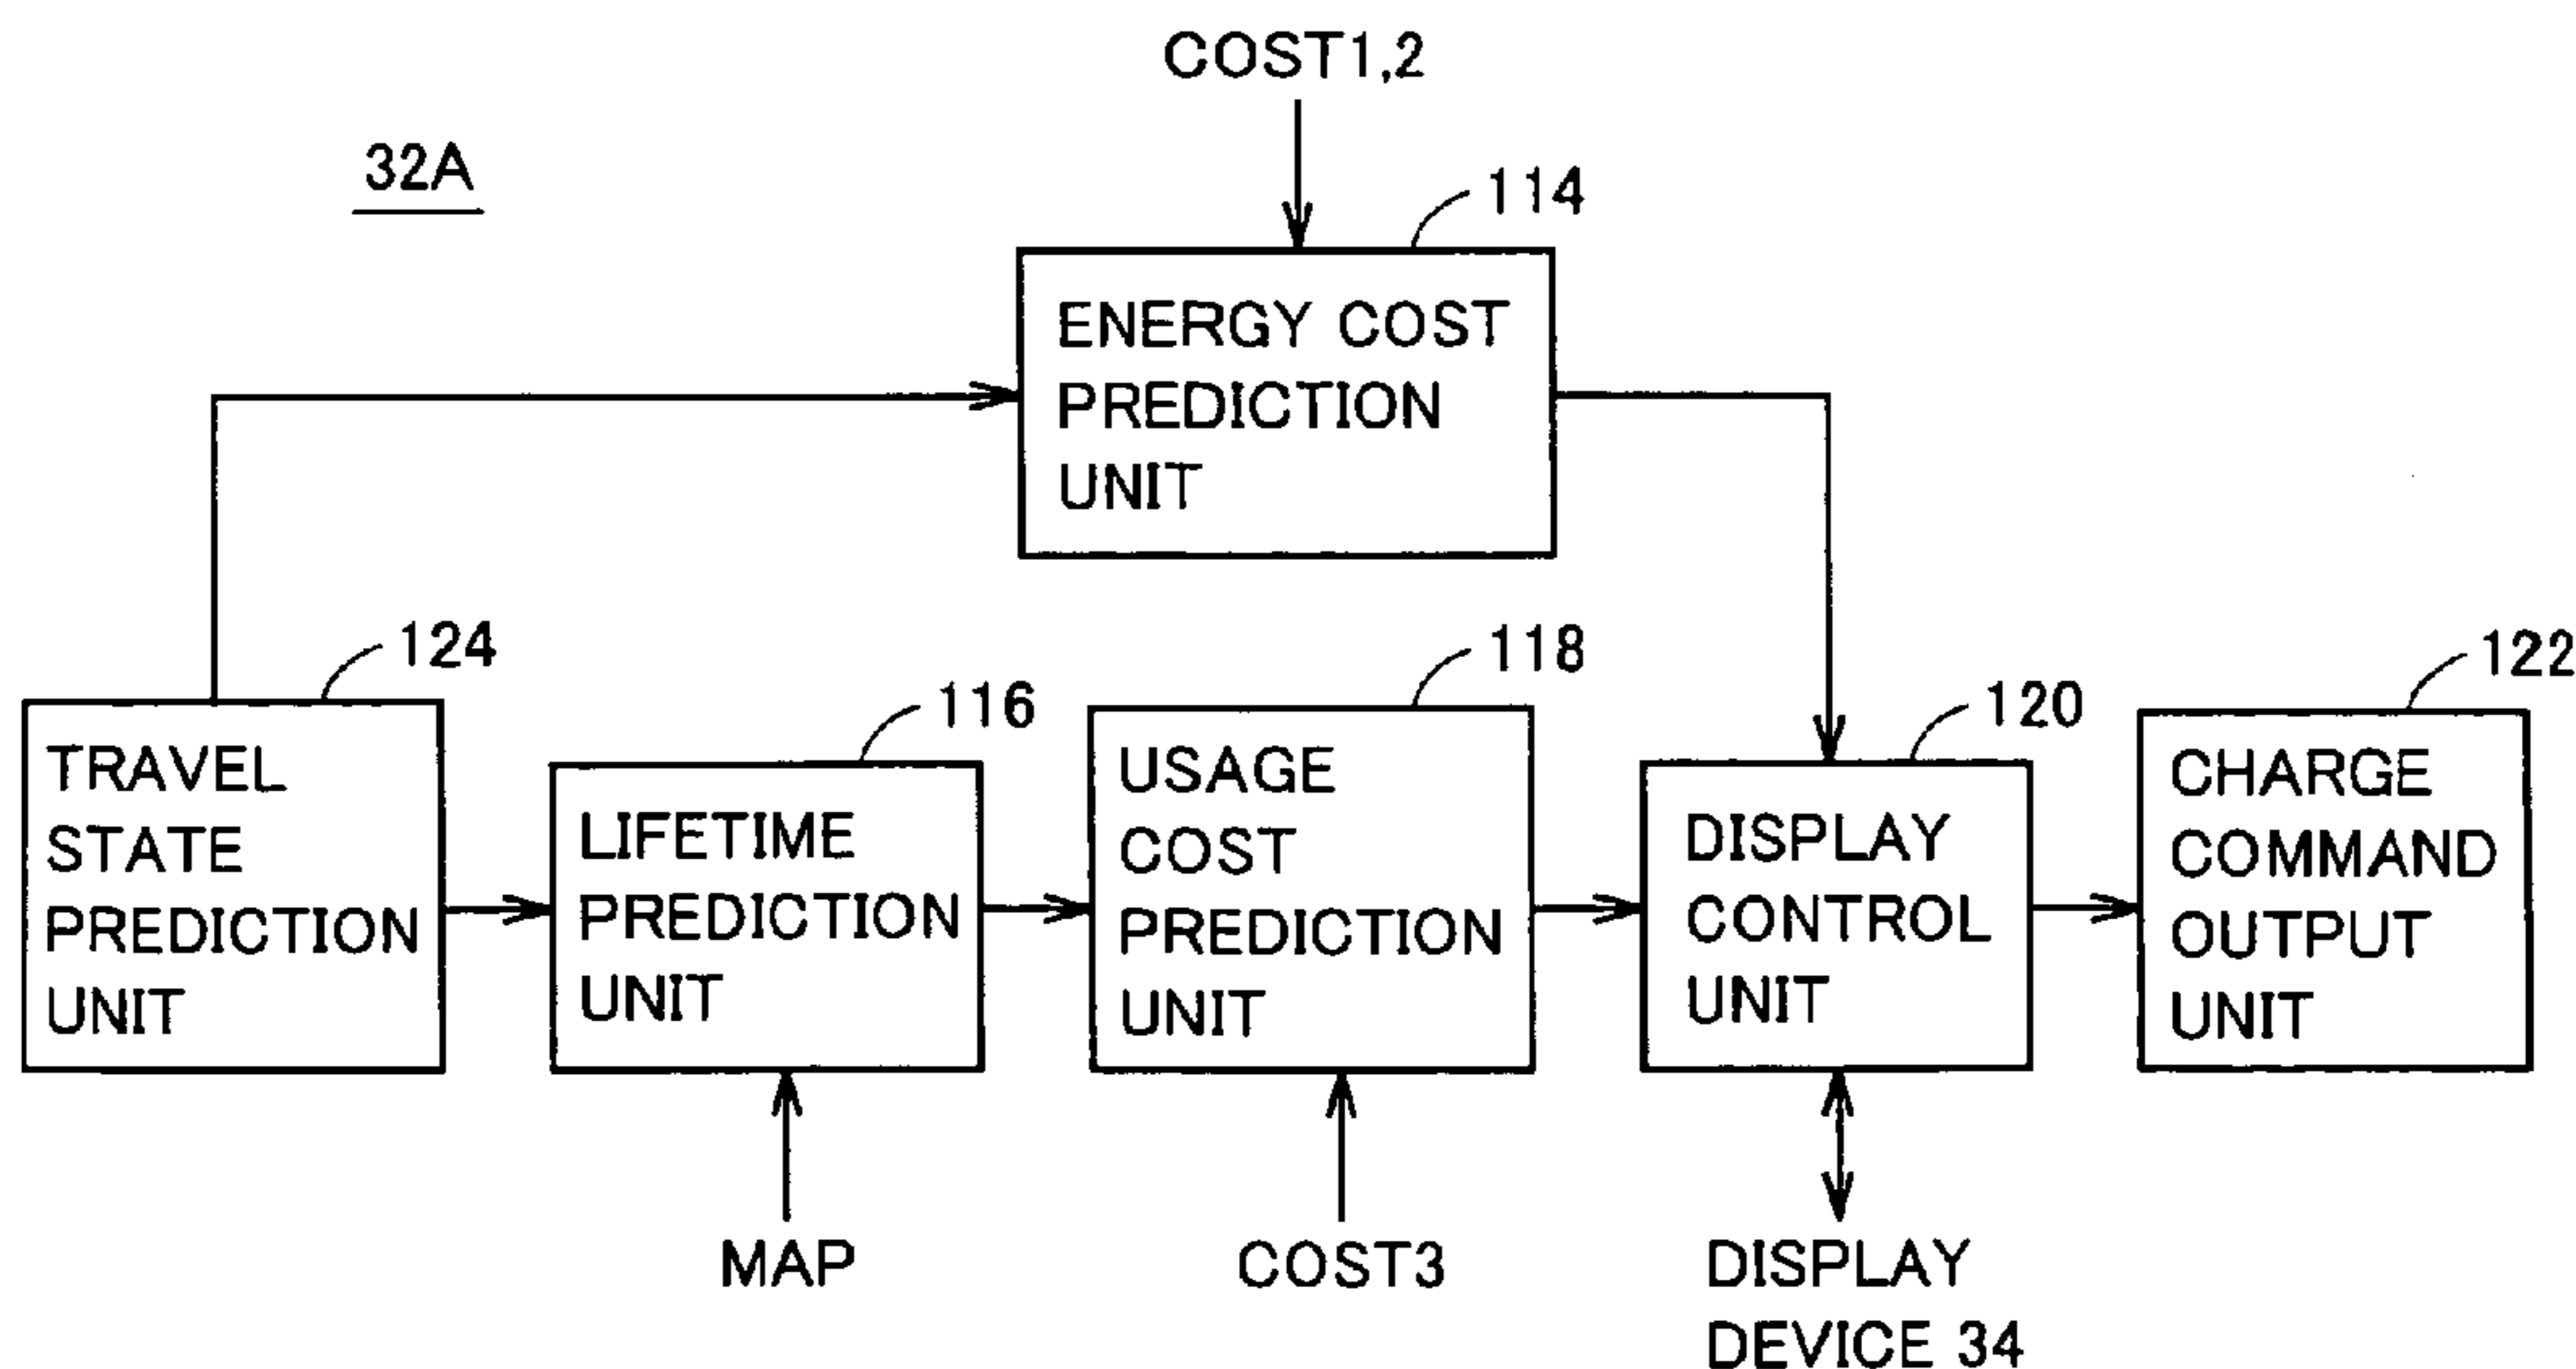 COST1,2
32A
114
ENERGY COST
PREDICTION
UNIT
124
TRAVEL
STATE
PREDICTION
UNIT
116
LIFETIME
PREDICTION
UNIT
118
USAGE
COST
PREDICTION
UNIT
120
DISPLAY
CONTROL
UNIT
122
CHARGE
COMMAND
OUTPUT
UNIT
MAP
COST3
DISPLAY
DEVICE 34